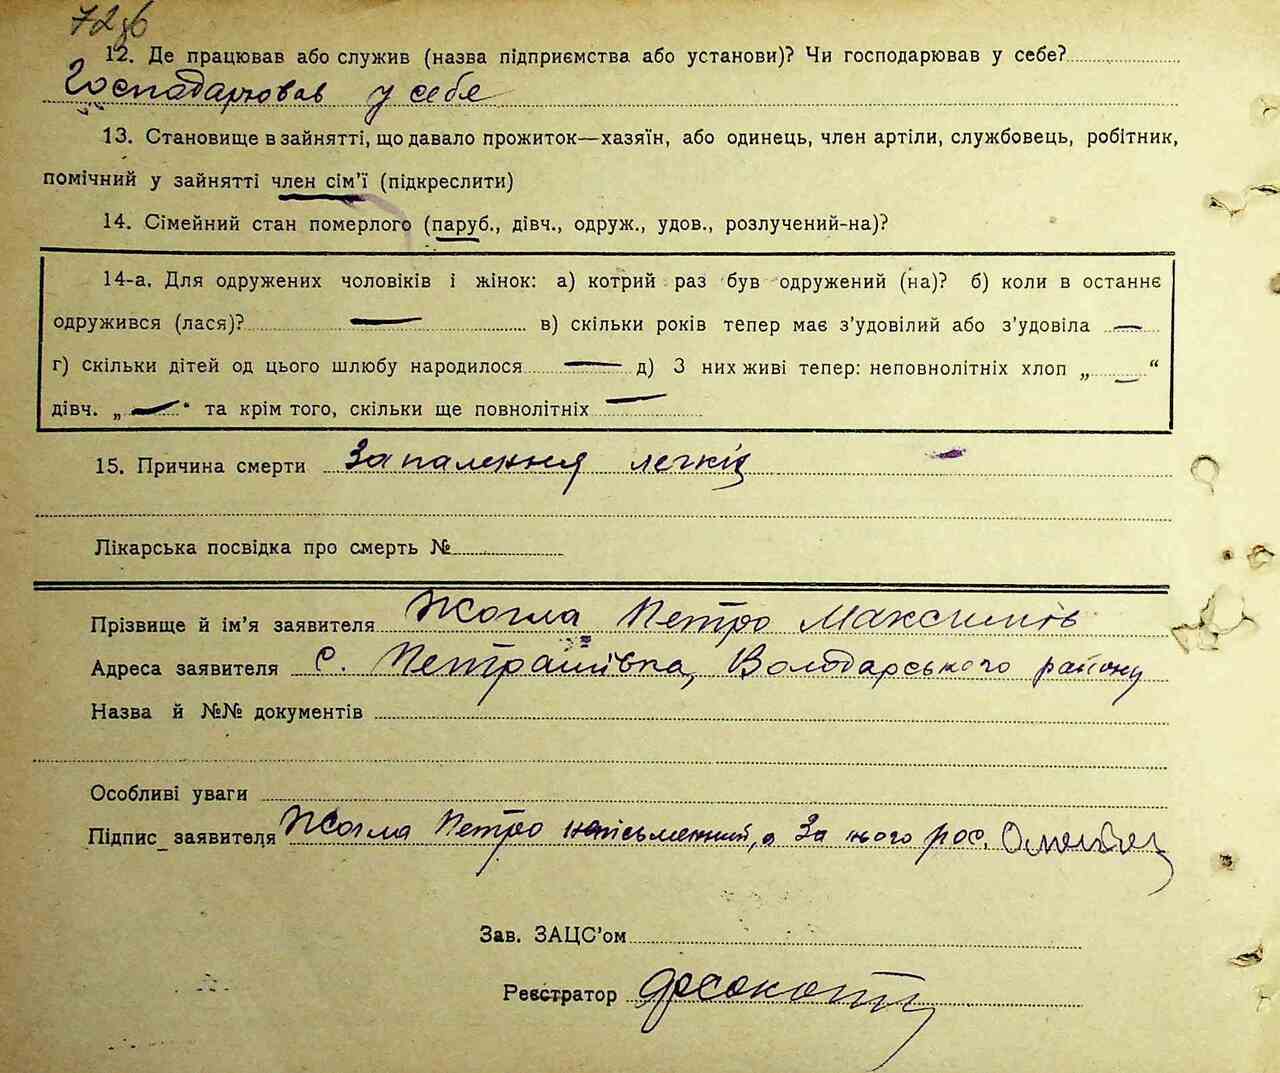 72зв
12. Де працював або служив (назва підприємства або установи)? Чи господарював у себе?
Господарював у себе
13. Становище в зайнятті, що давало прожиток—хазяїн, або одинець, член артіли, службовець, робітник,
помічний у зайнятті член сім'ї (підкреслити)
14. Сімейний стан померлого (паруб., дівч., одруж., удов., розлучений-на)?
14-а. Для одружених чоловіків і жінок: а) котрий раз був одружений (на)? б) коли в останнє
одружився (лася)? — в) скільки років тепер має з'удовілий або з'удовіла —
г) скільки дітей од цього шлюбу народилося — д) З них живі тепер: неповнолітніх хлоп „ — “
дівч. „ — “ та крім того, скільки ще повнолітніх —
15. Причина смерти Запалення легкіх
Лікарська посвідка про смерть №
Прізвище й ім'я заявителя Жогла Петро Максимів
Адреса заявителя с. Петрашівка, Володарського району
Назва й №№ документів
Особливі уваги
Підпис заявителя Жогла Петро неписьменний, а за нього рос.
Зав. ЗАЦС'ом
Реєстратор